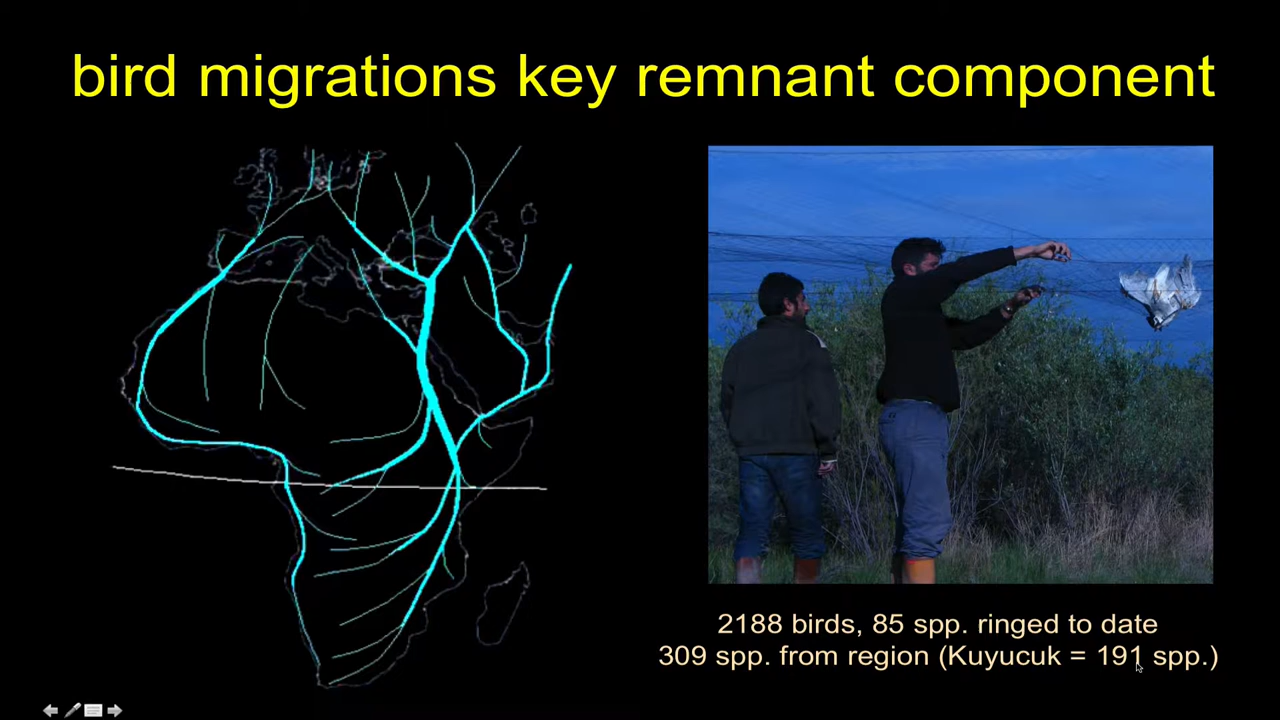 bird migrations key remnant component
2188 birds, 85 spp. ringed to date
309 spp. from region (Kuyucuk = 191 spp.)